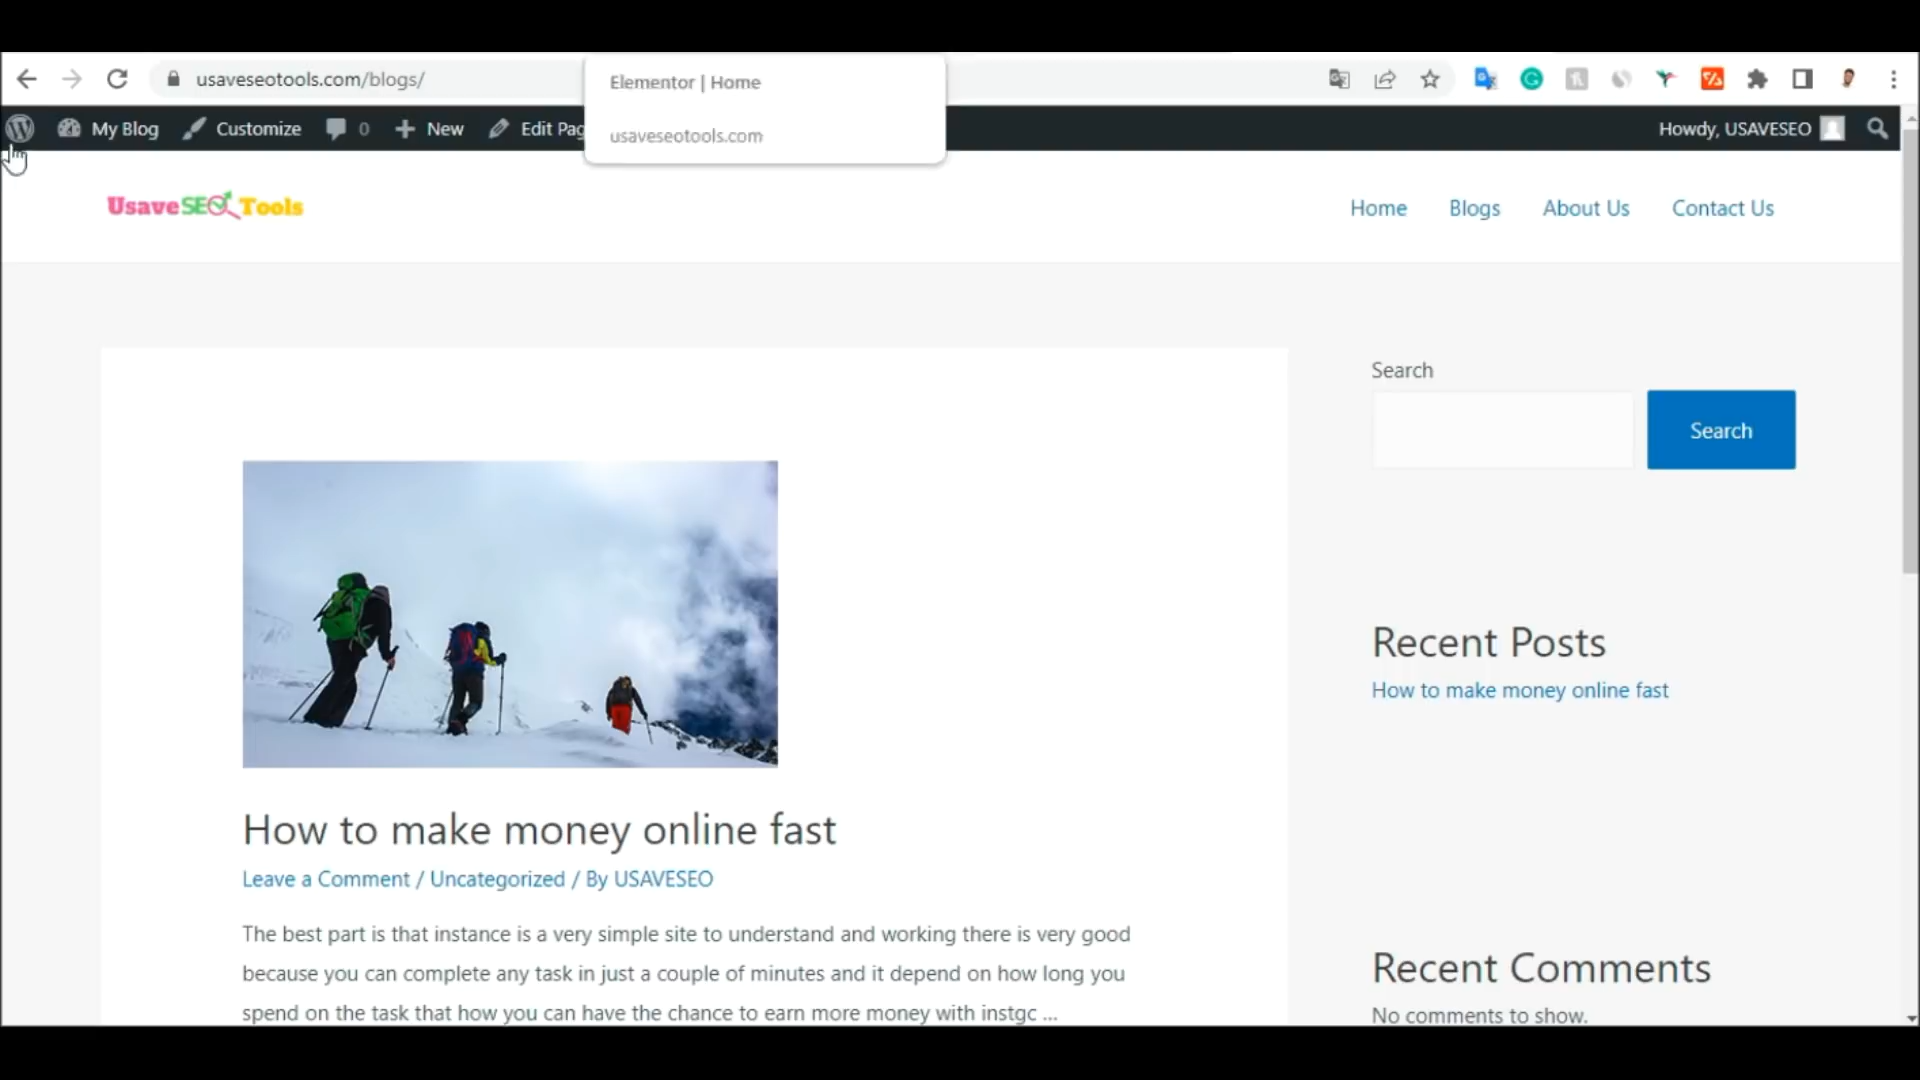 usaveseotools.com/blogs/
Elementor | Home
usaveseotools.com
My Blog
Customize
0
New
Edit Pag
Howdy, USAVESEO
UsaveSEOTools
Home
Blogs
About Us
Contact Us
Search
Search
How to make money online fast
Leave a Comment / Uncategorized / By USAVESEO
The best part is that instance is a very simple site to understand and working there is very good
because you can complete any task in just a couple of minutes and it depend on how long you
spend on the task that how you can have the chance to earn more money with instgc ...
Recent Posts
How to make money online fast
Recent Comments
No comments to show.